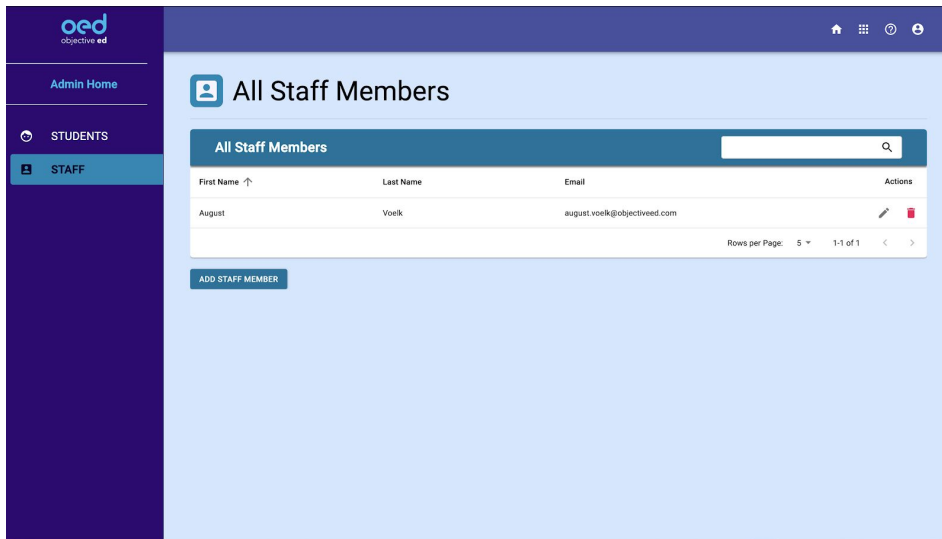 oed
objective ed
Admin Home
STUDENTS
STAFF
All Staff Members
All Staff Members
First Name Last Name Email Actions
August Voelk august.voelk@objectiveed.com
Rows per Page: 5 1-1 of 1
ADD STAFF MEMBER